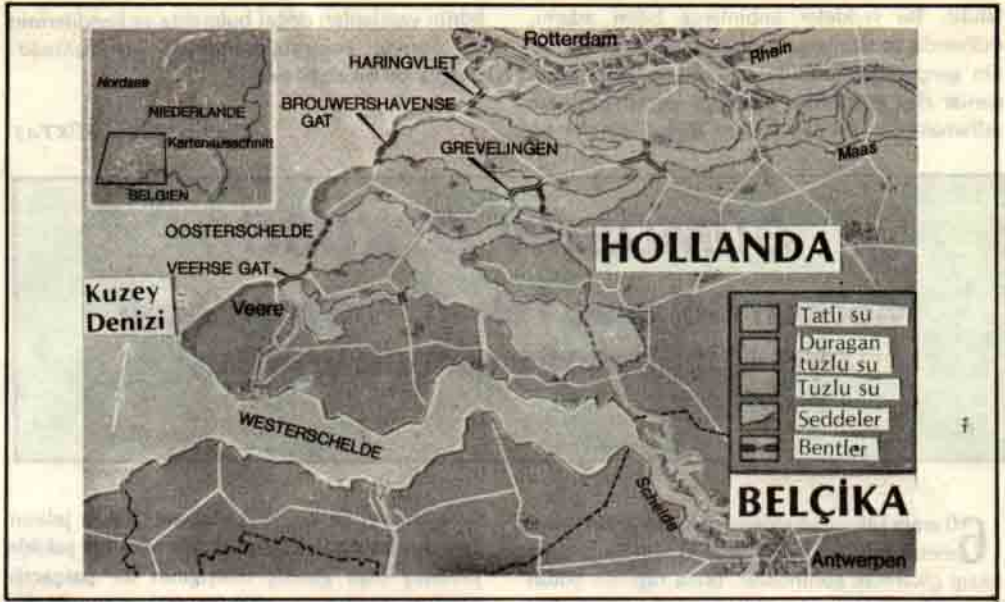 Rotterdam
Rhein
HARINGVLIET
Nordsee
NIEDERLANDE
BROUWERSHAVENSE
GAT
Kartenausschnitt
GREVELINGEN
Maas
BELGIEN
OOSTERSCHELDE
HOLLANDA
VEERSE GAT
Kuzey
Denizi
Veere
Tatlı su
Duragan
tuzlu su
Tuzlu su
Seddeler
Bentler
WESTERSCHELDE
Schelde
BELÇİKA
Antwerpen